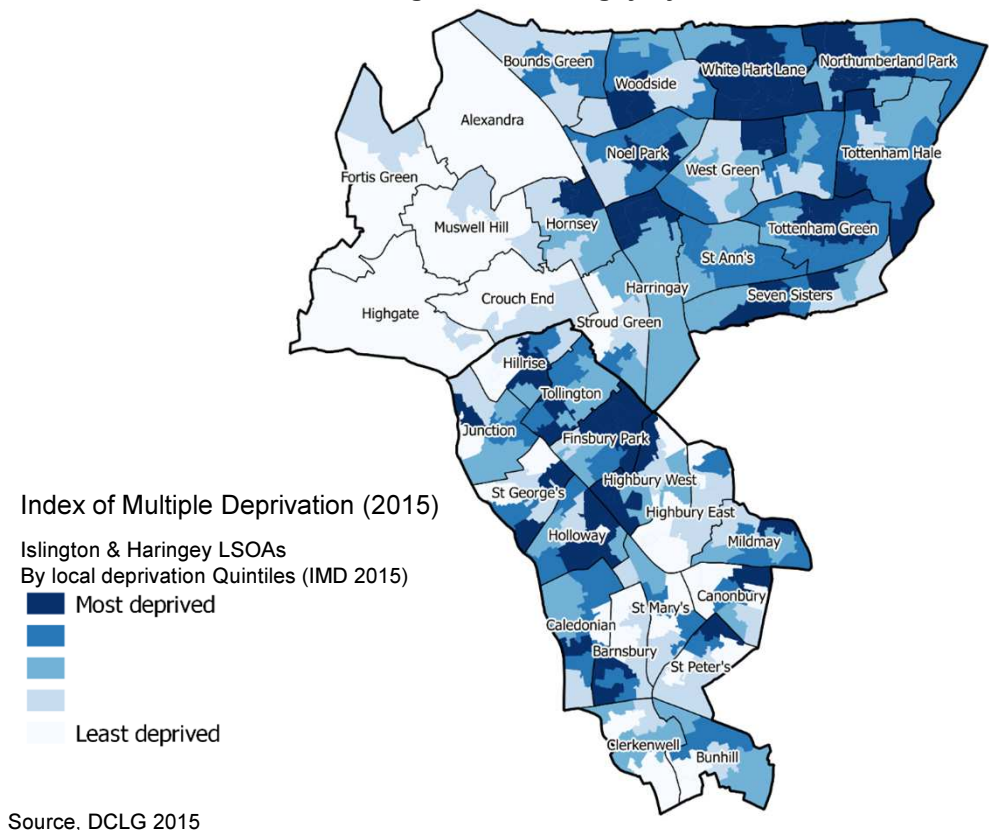 Bounds Green
White Hart Lane
Northumberland Park
Woodside
Alexandra
Noel Park
Tottenham Hale
West Green
Fortis Green
Muswell Hill
Hornsey
Tottenham Green
St Ann's
Harringay
Seven Sisters
Crouch End
Highgate
Stroud Green
Hillrise
Tollington
Junction
Finsbury Park
Highbury West
St George's
Highbury East
Holloway
Mildmay
Canonbury
St Mary's
Caledonian
Barnsbury
St Peter's
Clerkenwell
Bunhill
Index of Multiple Deprivation (2015)
Islington & Haringey LSOAs
By local deprivation Quintiles (IMD 2015)
Most deprived
Least deprived
Source, DCLG 2015